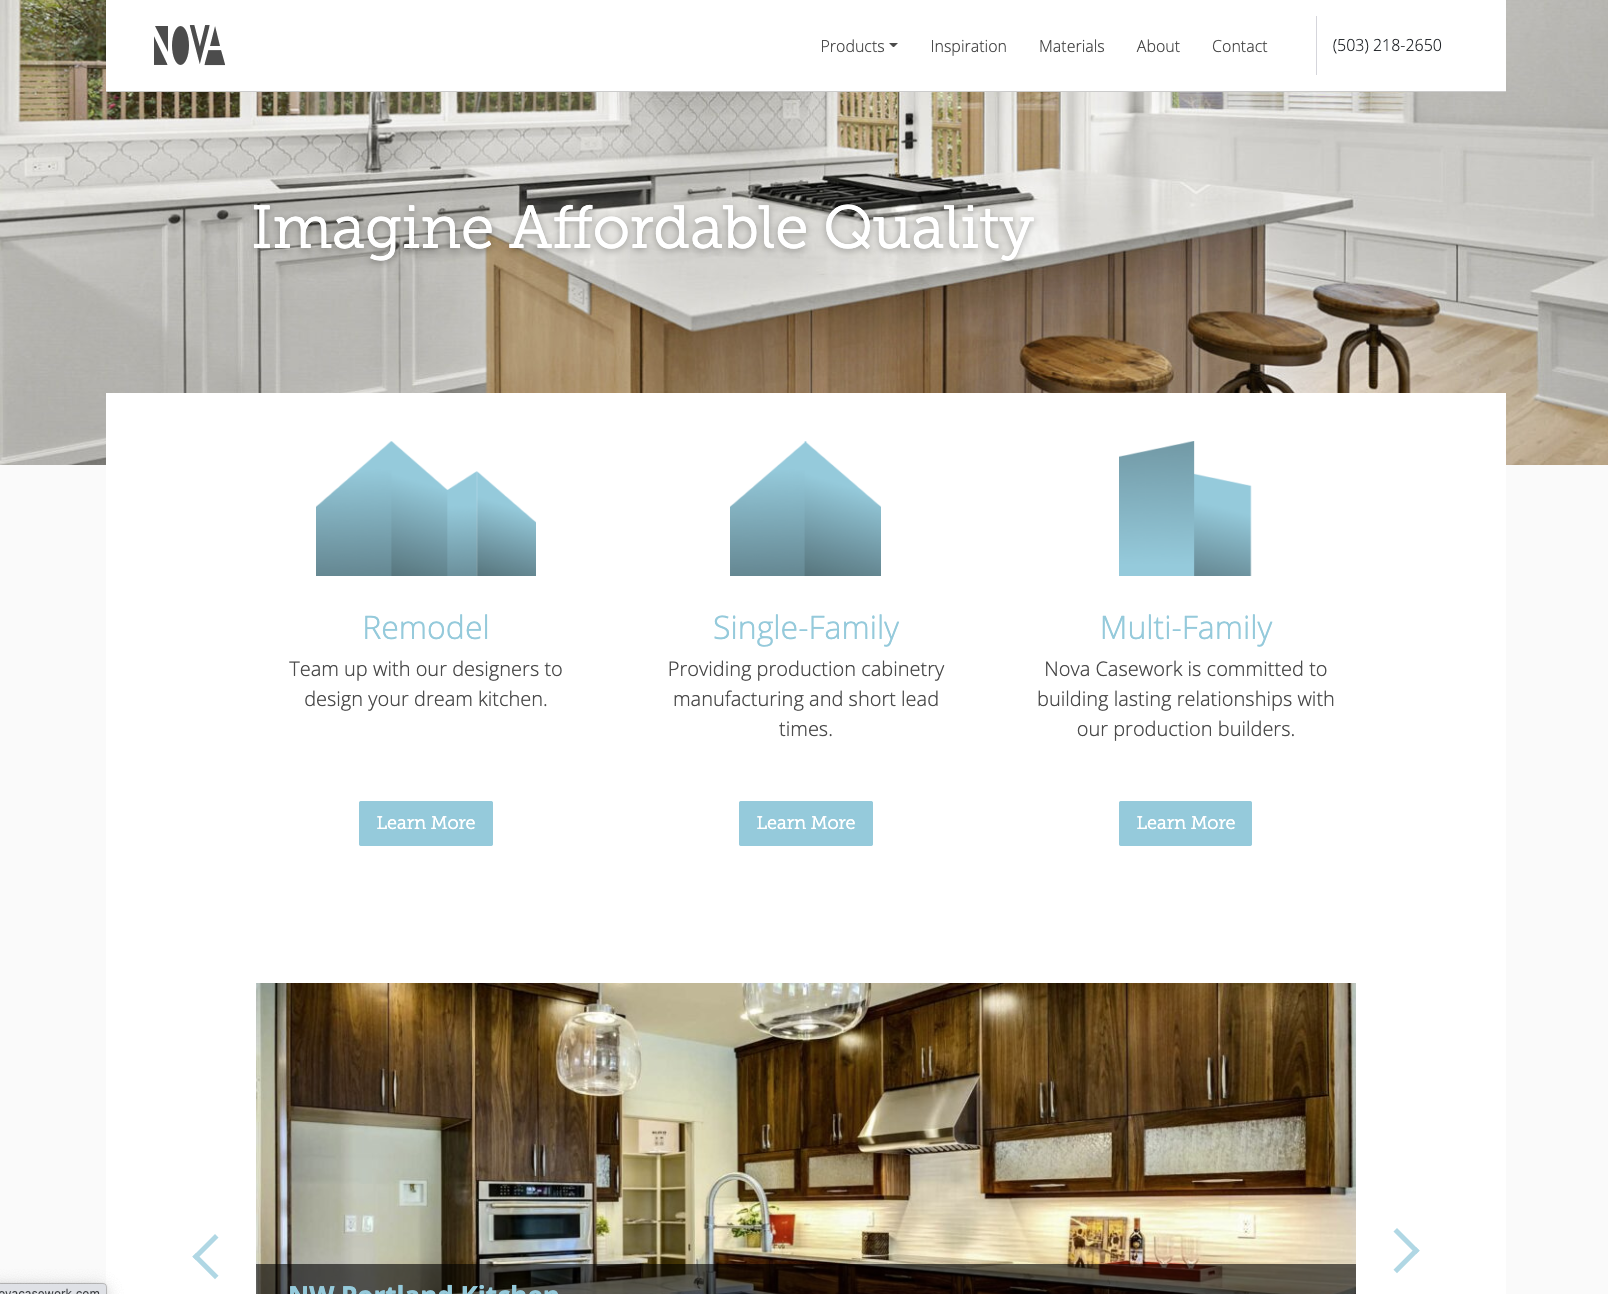 NOVA
Products
Inspiration
Materials
About
Contact
(503) 218-2650
Imagine Affordable Quality
Remodel
Team up with our designers to
design your dream kitchen.
Learn More
Single-Family
Providing production cabinetry
manufacturing and short lead
times.
Learn More
Multi-Family
Nova Casework is committed to
building lasting relationships with
our production builders.
Learn More
NW Portland Kitchen
ovacasework.com